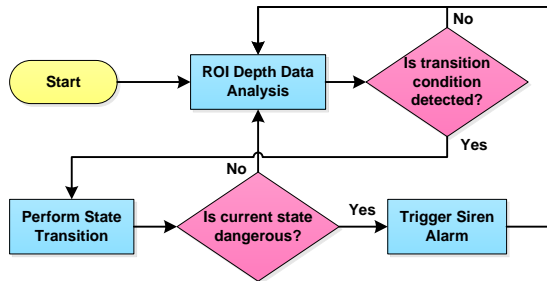 Start
ROI Depth Data
Analysis
Is transition
condition
detected?
No
Yes
Perform State
Transition
Is current state
dangerous?
No
Yes
Trigger Siren
Alarm